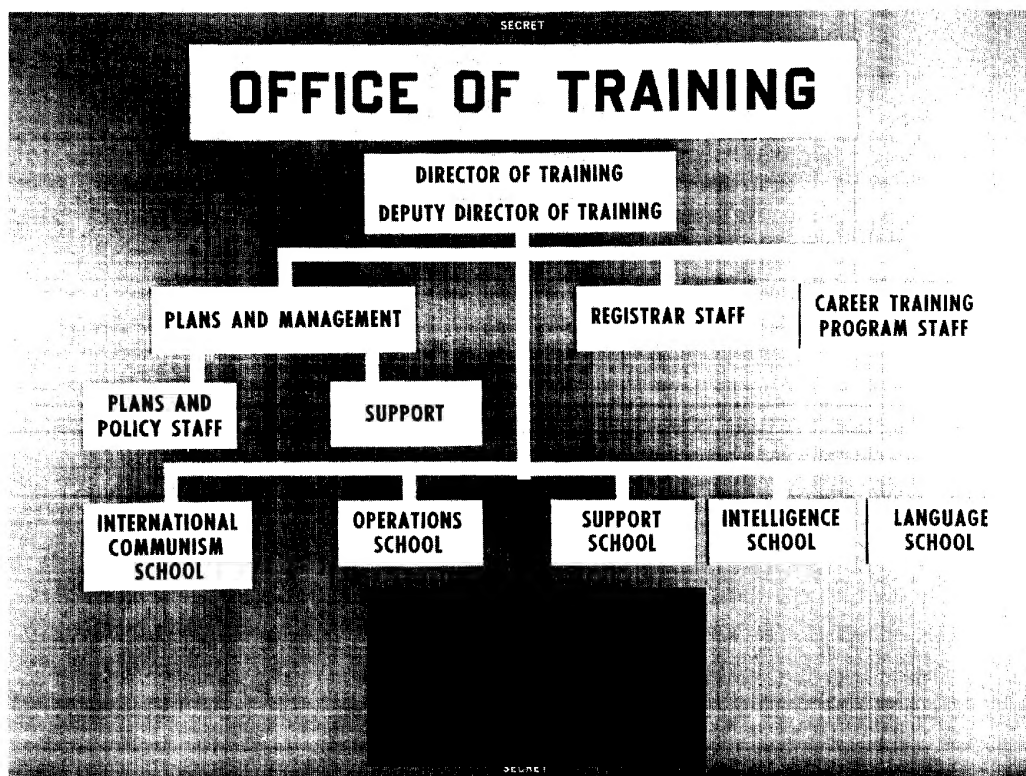 SECRET
OFFICE OF TRAINING
DIRECTOR OF TRAINING
DEPUTY DIRECTOR OF TRAINING
PLANS AND MANAGEMENT
REGISTRAR STAFF
CAREER TRAINING
PROGRAM STAFF
PLANS AND
POLICY STAFF
SUPPORT
INTERNATIONAL
COMMUNISM
SCHOOL
OPERATIONS
SCHOOL
SUPPORT
SCHOOL
INTELLIGENCE
SCHOOL
LANGUAGE
SCHOOL
SECRET